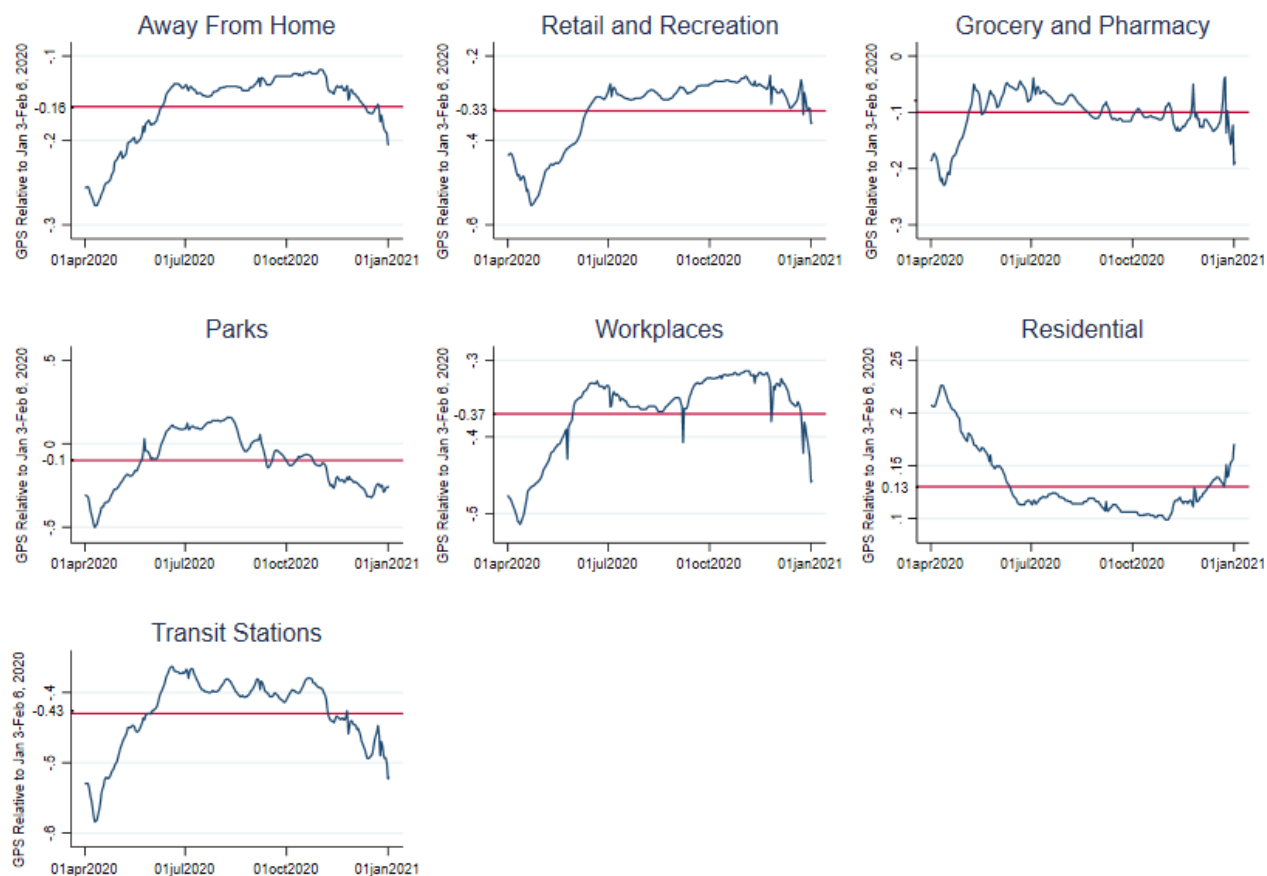 Away From Home
GPS Relative to Jan 3-Feb 6, 2020
-.1
-0.16
-.2
-.3
01apr2020 01jul2020 01oct2020 01jan2021
Retail and Recreation
GPS Relative to Jan 3-Feb 6, 2020
-.2
-0.33
-.4
-.6
01apr2020 01jul2020 01oct2020 01jan2021
Grocery and Pharmacy
GPS Relative to Jan 3-Feb 6, 2020
0
-.2
-.3
01apr2020 01jul2020 01oct2020 01jan2021
Parks
GPS Relative to Jan 3-Feb 6, 2020
.5
0
-0.1
-.5
01apr2020 01jul2020 01oct2020 01jan2021
Workplaces
GPS Relative to Jan 3-Feb 6, 2020
-.3
-0.37
-.4
-.5
01apr2020 01jul2020 01oct2020 01jan2021
Residential
GPS Relative to Jan 3-Feb 6, 2020
.25
.2
.15
0.13
.1
01apr2020 01jul2020 01oct2020 01jan2021
Transit Stations
GPS Relative to Jan 3-Feb 6, 2020
-.4
-0.43
-.5
-.6
01apr2020 01jul2020 01oct2020 01jan2021